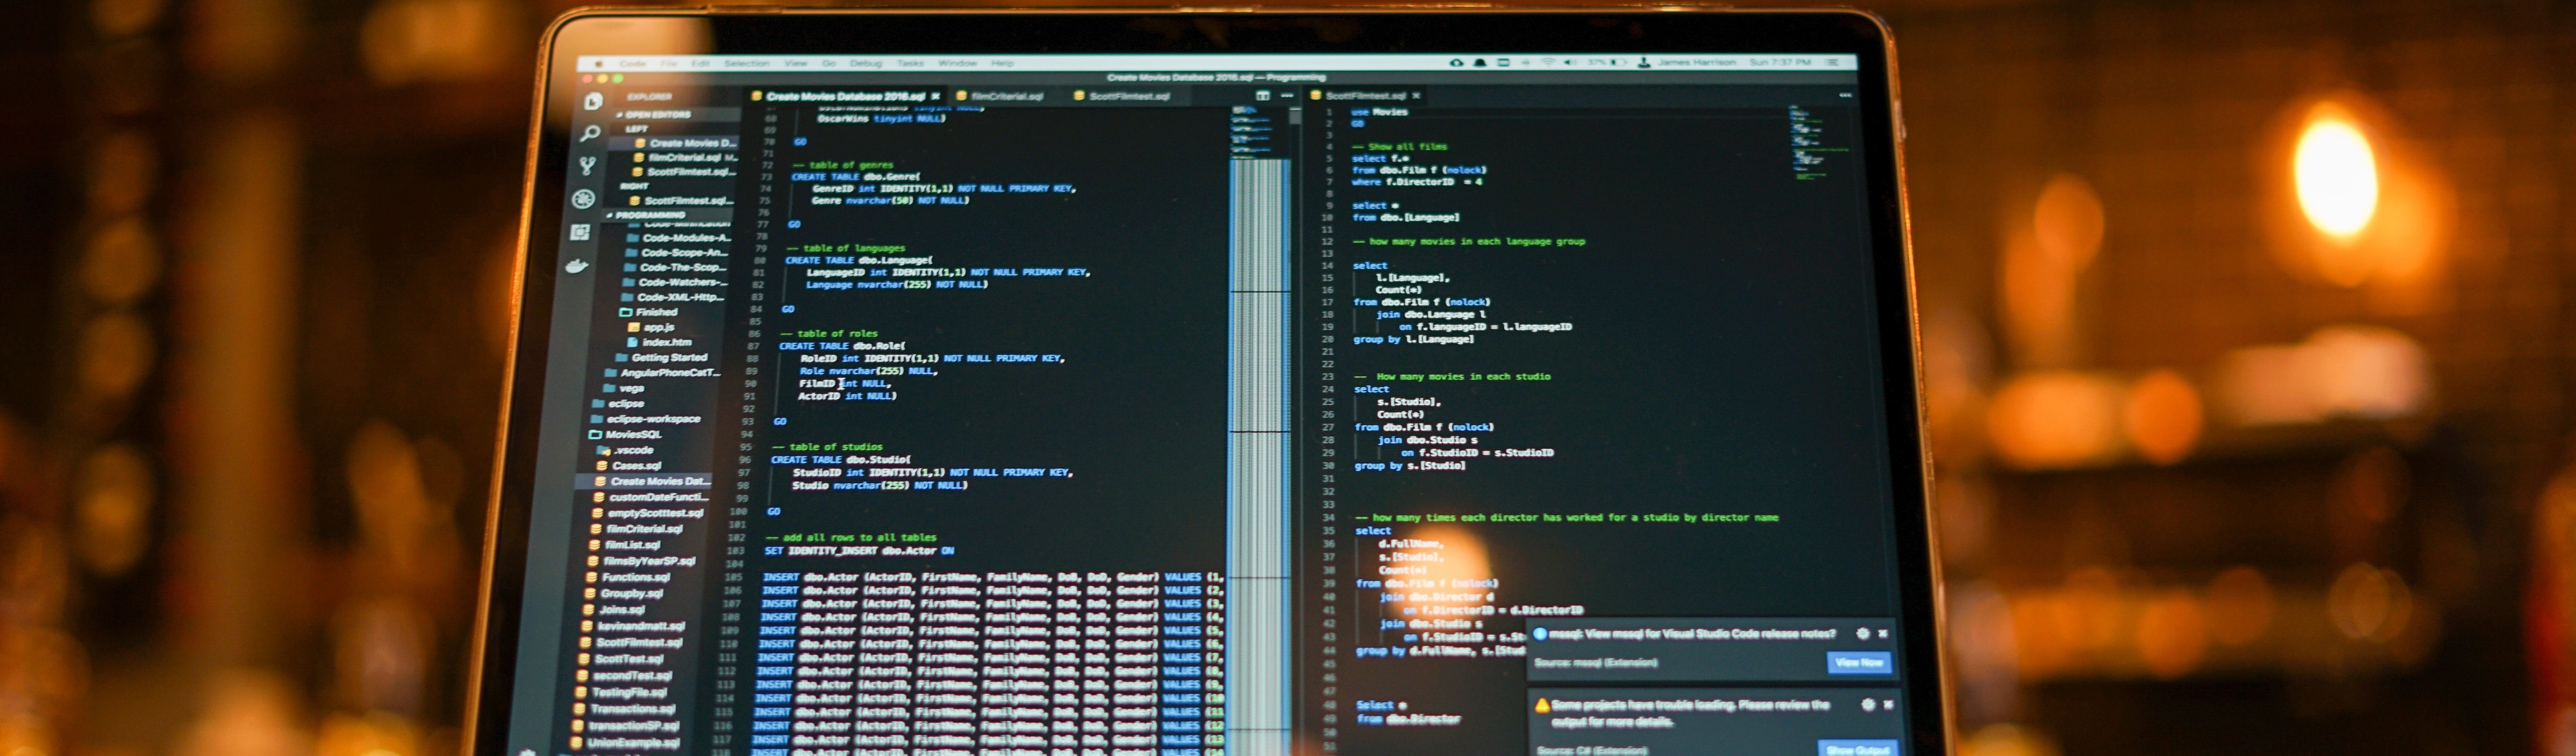 Code File Edit Selection View Go Debug Tasks Window Help 37% James Harrison Sun 7:37 PM
Create Movies Database 2016.sql — Programming
EXPLORER
OPEN EDITORS
LEFT
Create Movies D...
filmCriterial.sql M...
ScottFilmtest.sql...
RIGHT
ScottFilmtest.sql...
PROGRAMMING
Code-Minification
Code-Modules-A...
Code-Scope-An...
Code-The-Scop...
Code-Watchers-...
Code-XML-Http...
Finished
app.js
index.htm
Getting Started
AngularPhoneCatT...
vega
eclipse
eclipse-workspace
MoviesSQL
.vscode
Cases.sql
Create Movies Dat...
customDateFuncti...
emptyScotttest.sql
filmCriterial.sql
filmList.sql
filmsByYearSP.sql
Functions.sql
Groupby.sql
Joins.sql
kevinandmatt.sql
ScottFilmtest.sql
ScottTest.sql
secondTest.sql
TestingFile.sql
Transactions.sql
transactionSP.sql
UnionExample.sql
Create Movies Database 2016.sql filmCriterial.sql ScottFilmtest.sql
OscarNominations tinyint NULL,
68 OscarWins tinyint NULL)
69
70 GO
71
72 -- table of genres
73 CREATE TABLE dbo.Genre(
74 GenreID int IDENTITY(1,1) NOT NULL PRIMARY KEY,
75 Genre nvarchar(50) NOT NULL)
76
77 GO
78
79 -- table of languages
80 CREATE TABLE dbo.Language(
81 LanguageID int IDENTITY(1,1) NOT NULL PRIMARY KEY,
82 Language nvarchar(255) NOT NULL)
83
84 GO
85
86 -- table of roles
87 CREATE TABLE dbo.Role(
88 RoleID int IDENTITY(1,1) NOT NULL PRIMARY KEY,
89 Role nvarchar(255) NULL,
90 FilmID int NULL,
91 ActorID int NULL)
92
93 GO
94
95 -- table of studios
96 CREATE TABLE dbo.Studio(
97 StudioID int IDENTITY(1,1) NOT NULL PRIMARY KEY,
98 Studio nvarchar(255) NOT NULL)
99
100 GO
101
102 -- add all rows to all tables
103 SET IDENTITY_INSERT dbo.Actor ON
104
105 INSERT dbo.Actor (ActorID, FirstName, FamilyName, DoB, DoD, Gender) VALUES (1,
106 INSERT dbo.Actor (ActorID, FirstName, FamilyName, DoB, DoD, Gender) VALUES (2,
107 INSERT dbo.Actor (ActorID, FirstName, FamilyName, DoB, DoD, Gender) VALUES (3,
108 INSERT dbo.Actor (ActorID, FirstName, FamilyName, DoB, DoD, Gender) VALUES (4,
109 INSERT dbo.Actor (ActorID, FirstName, FamilyName, DoB, DoD, Gender) VALUES (5,
110 INSERT dbo.Actor (ActorID, FirstName, FamilyName, DoB, DoD, Gender) VALUES (6,
111 INSERT dbo.Actor (ActorID, FirstName, FamilyName, DoB, DoD, Gender) VALUES (7,
112 INSERT dbo.Actor (ActorID, FirstName, FamilyName, DoB, DoD, Gender) VALUES (8,
113 INSERT dbo.Actor (ActorID, FirstName, FamilyName, DoB, DoD, Gender) VALUES (9,
114 INSERT dbo.Actor (ActorID, FirstName, FamilyName, DoB, DoD, Gender) VALUES (10
115 INSERT dbo.Actor (ActorID, FirstName, FamilyName, DoB, DoD, Gender) VALUES (11
116 INSERT dbo.Actor (ActorID, FirstName, FamilyName, DoB, DoD, Gender) VALUES (12
117 INSERT dbo.Actor (ActorID, FirstName, FamilyName, DoB, DoD, Gender) VALUES (13
118 INSERT dbo.Actor (ActorID, FirstName, FamilyName, DoB, DoD, Gender) VALUES (14
ScottFilmtest.sql
1 use Movies
2 GO
3
4 -- Show all films
5 select f.*
6 from dbo.Film f (nolock)
7 where f.DirectorID = 4
8
9 select *
10 from dbo.[Language]
11
12 -- how many movies in each language group
13
14 select
15 l.[Language],
16 Count(*)
17 from dbo.Film f (nolock)
18 join dbo.Language l
19 on f.languageID = l.languageID
20 group by l.[Language]
21
22
23 -- How many movies in each studio
24 select
25 s.[Studio],
26 Count(*)
27 from dbo.Film f (nolock)
28 join dbo.Studio s
29 on f.StudioID = s.StudioID
30 group by s.[Studio]
31
32
33
34 -- how many times each director has worked for a studio by director name
35 select
36 d.FullName,
37 s.[Studio],
38 Count(*)
39 from dbo.Film f (nolock)
40 join dbo.Director d
41 on f.DirectorID = d.DirectorID
42 join dbo.Studio s
43 on f.StudioID = s.St
44 group by d.FullName, s.[Stud
45
46
47
48 Select *
49 from dbo.Director
50
51
mssql: View mssql for Visual Studio Code release notes?
Source: mssql (Extension) View Now
Some projects have trouble loading. Please review the
output for more details.
Source: C# (Extension) Show Output